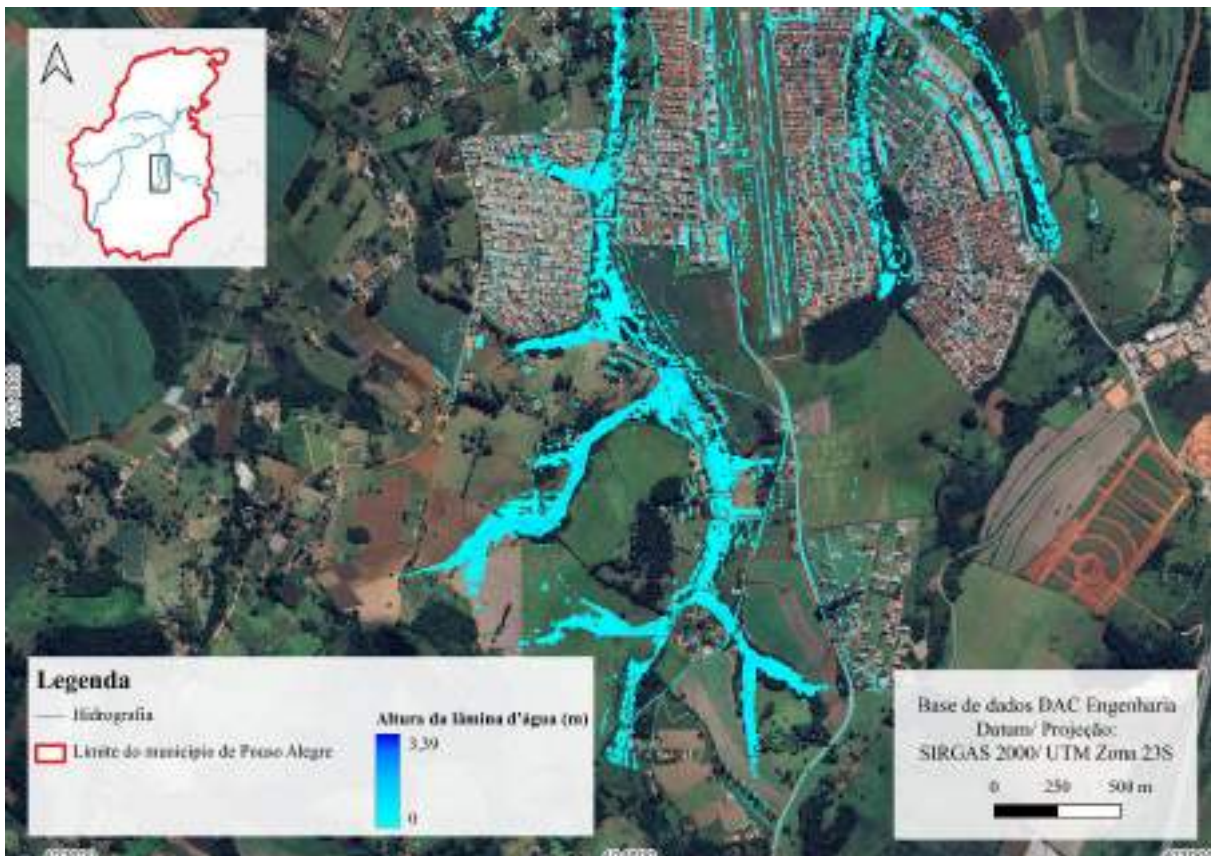 Legenda
Hidrografia
Limite do município de Pouso Alegre
Altura da lâmina d'água (m)
3,39
0
Base de dados DAC Engenharia
Datum/ Projeção:
SIRGAS 2000/ UTM Zona 23S
0 250 500 m